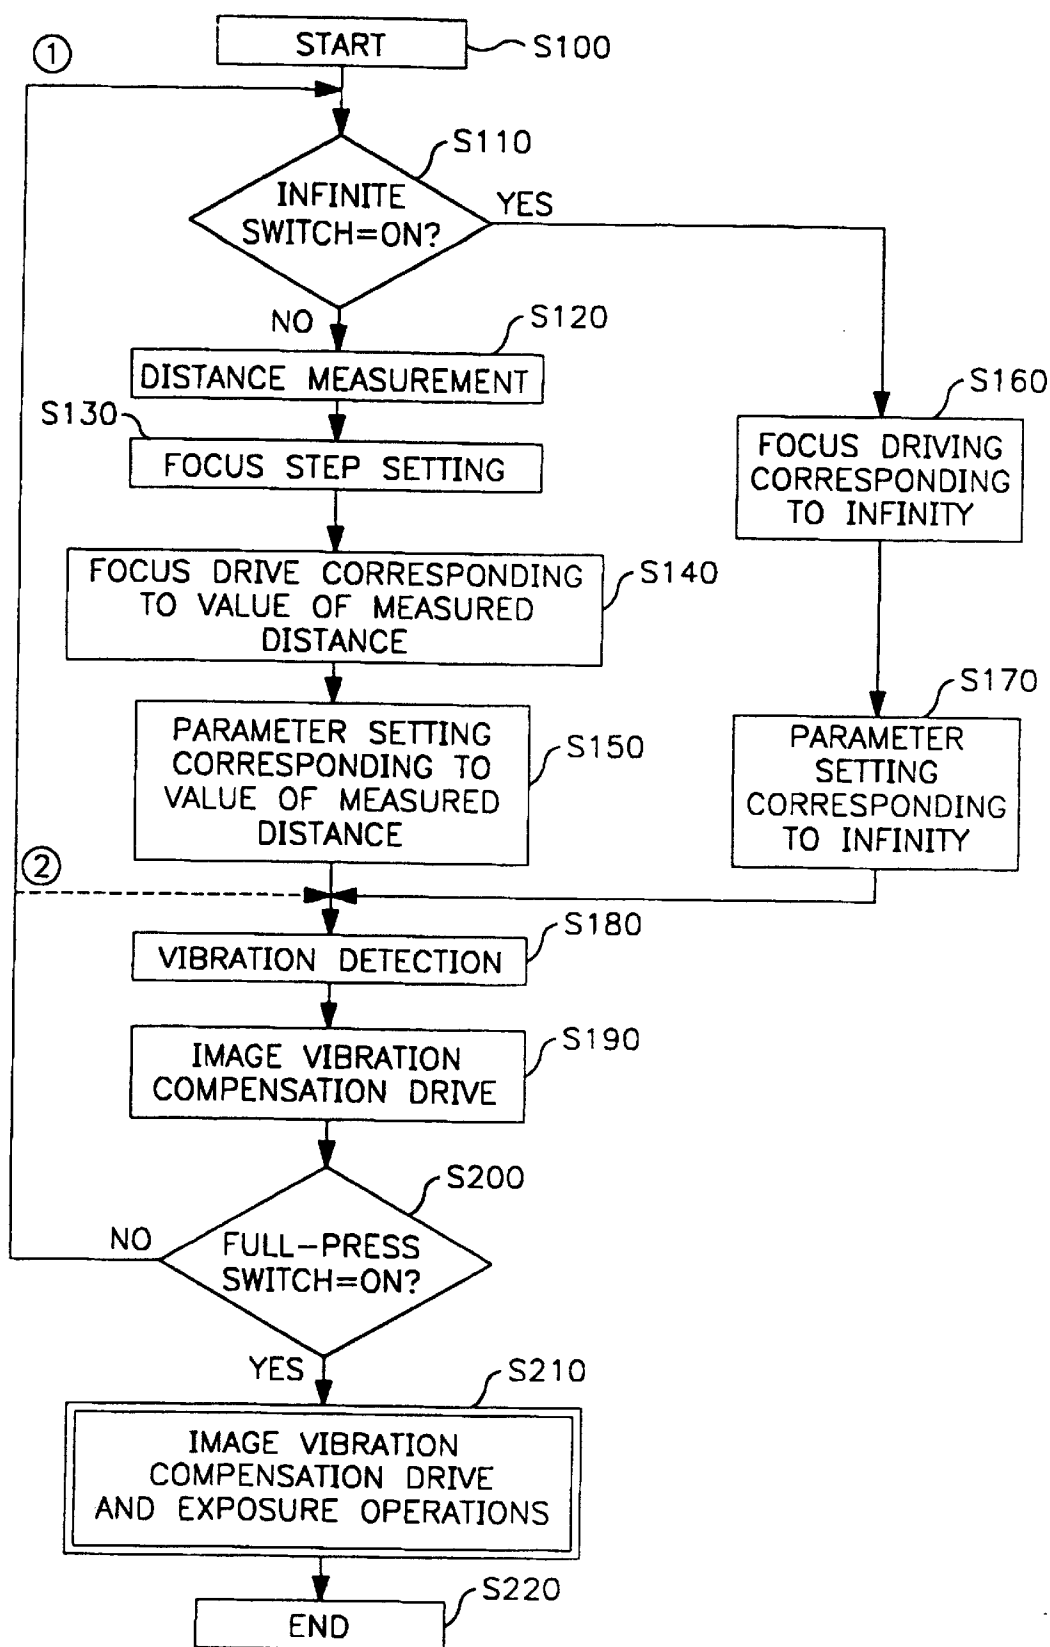 START
S100
①
S110
INFINITE
SWITCH=ON?
YES
NO
S120
DISTANCE MEASUREMENT
S130
FOCUS STEP SETTING
S160
FOCUS DRIVING
CORRESPONDING
TO INFINITY
FOCUS DRIVE CORRESPONDING
TO VALUE OF MEASURED
DISTANCE
S140
S170
PARAMETER
SETTING
CORRESPONDING
TO INFINITY
PARAMETER SETTING
CORRESPONDING TO
VALUE OF MEASURED
DISTANCE
S150
②
S180
VIBRATION DETECTION
S190
IMAGE VIBRATION
COMPENSATION DRIVE
S200
NO
FULL-PRESS
SWITCH=ON?
YES
S210
IMAGE VIBRATION
COMPENSATION DRIVE
AND EXPOSURE OPERATIONS
S220
END